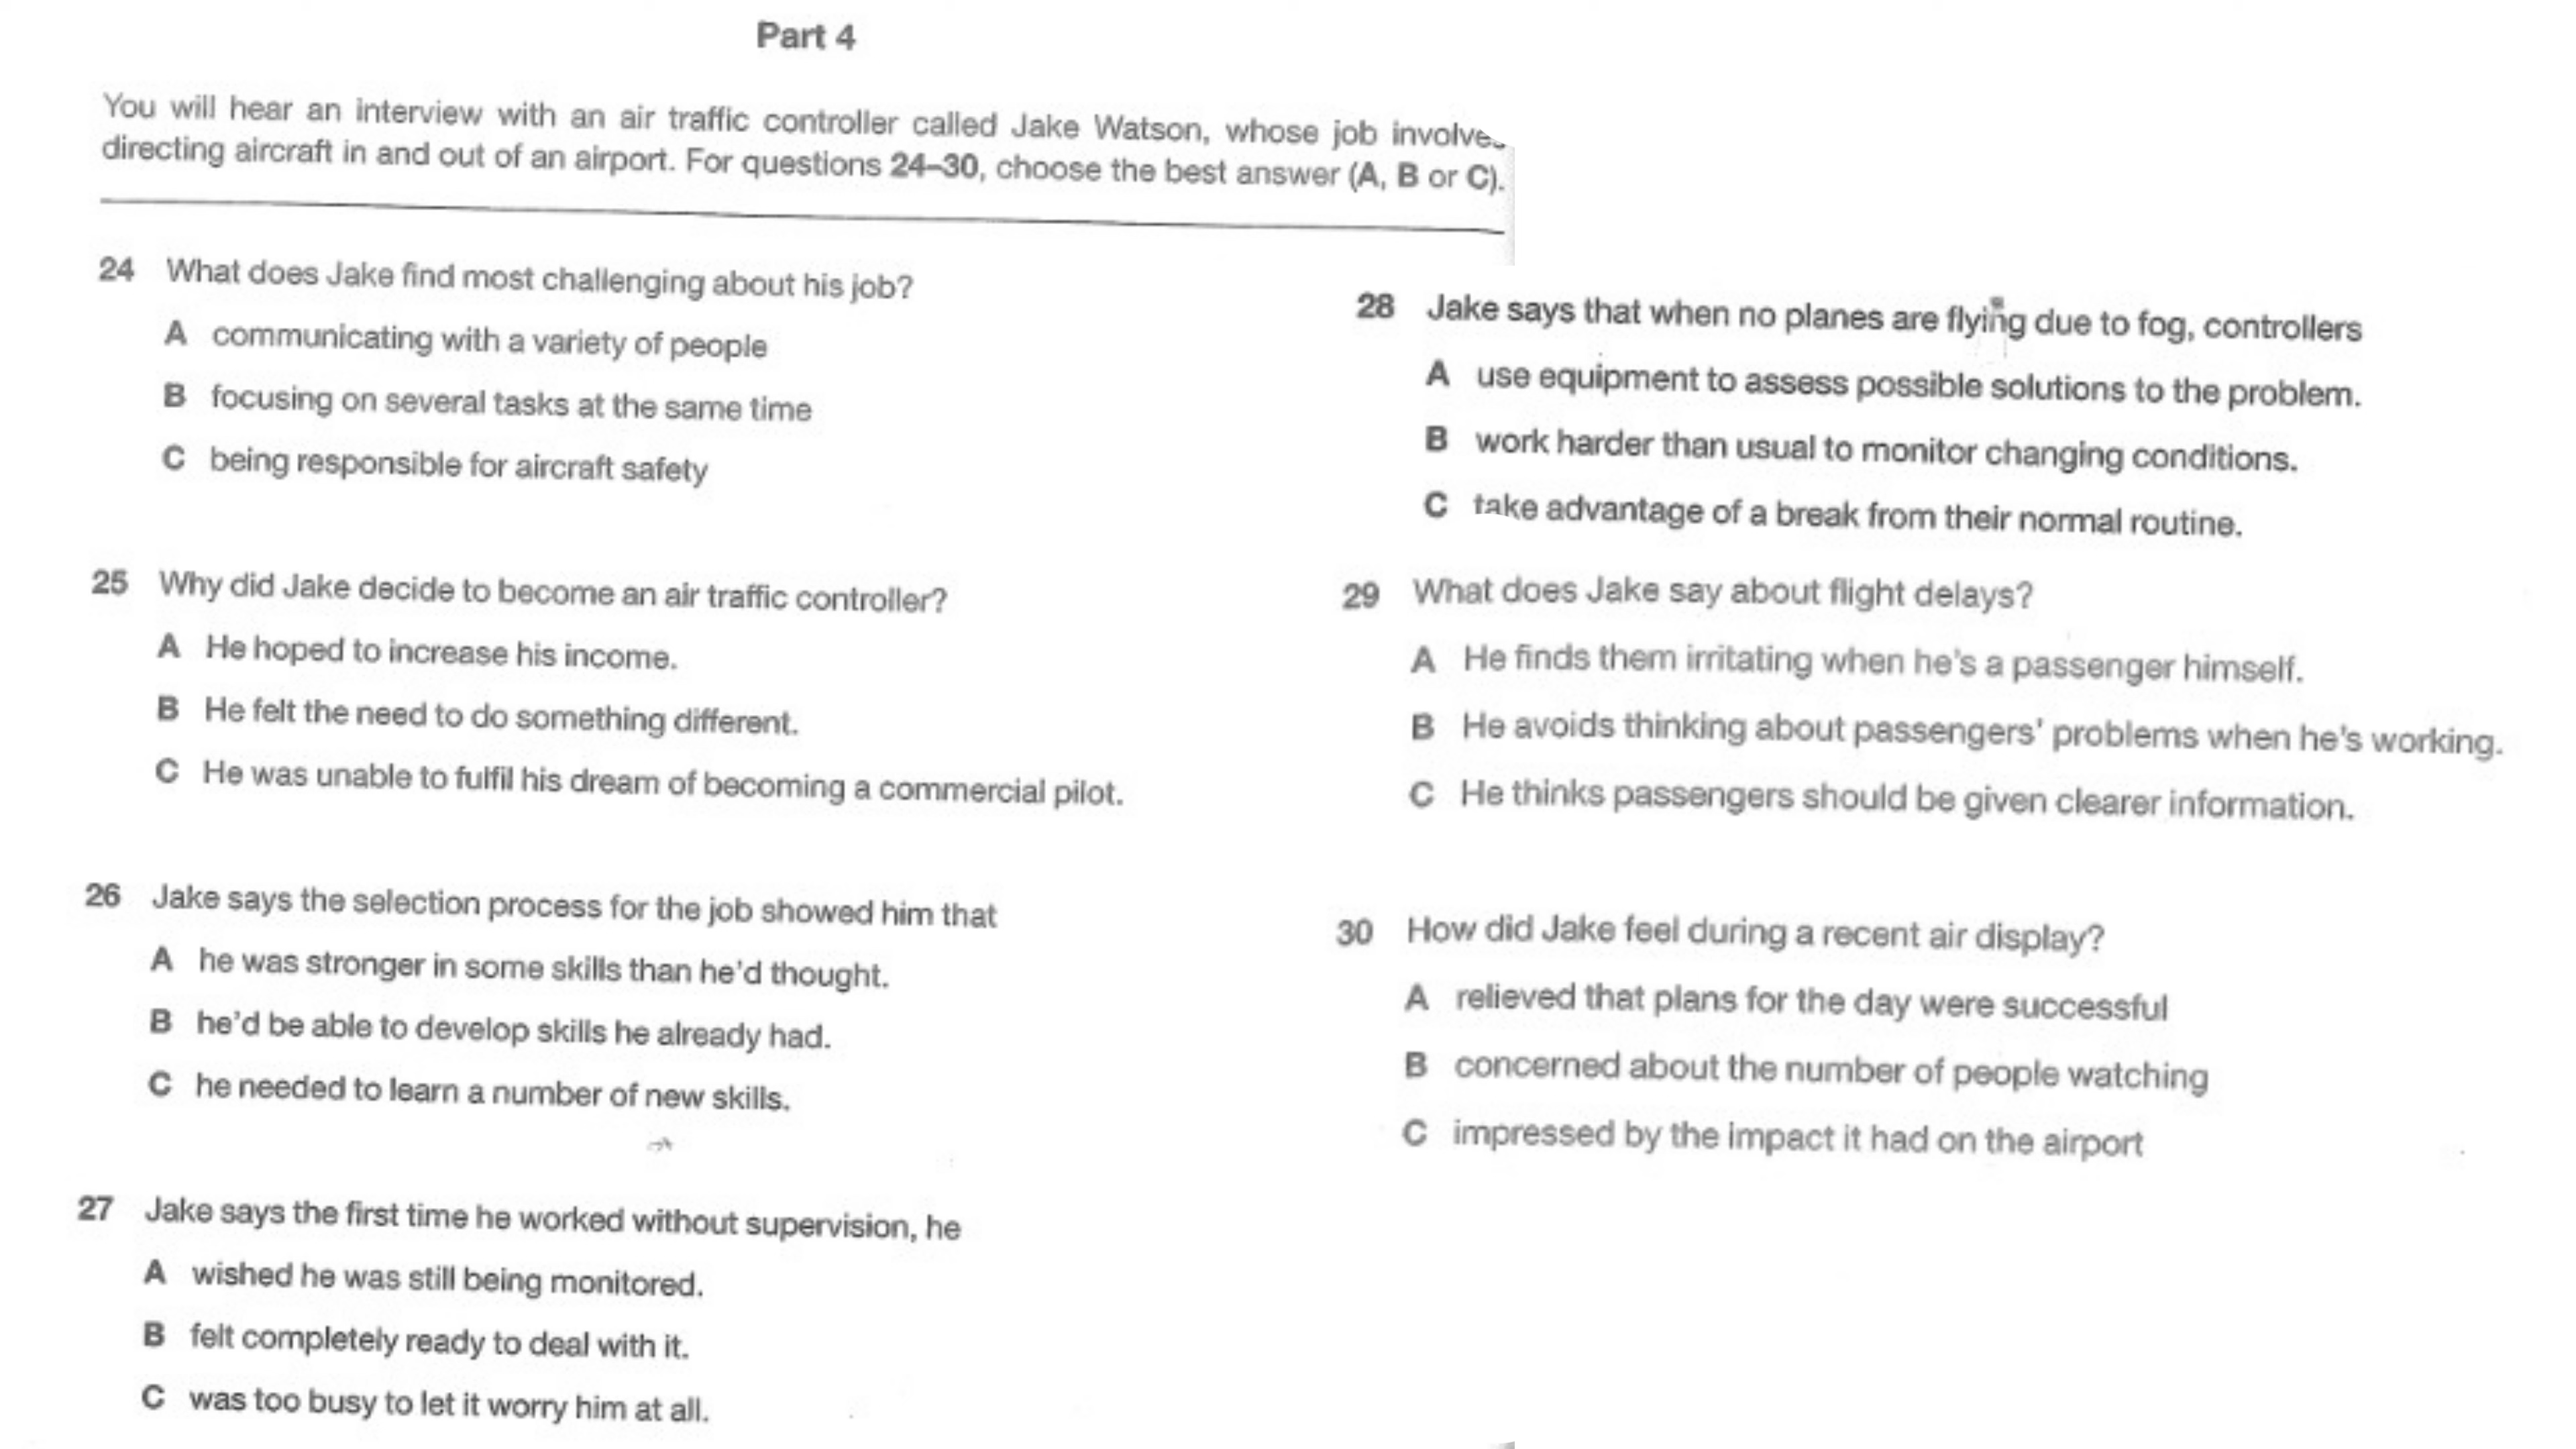 Part 4
You will hear an interview with an air traffic controller called Jake Watson, whose job involves
directing aircraft in and out of an airport. For questions 24–30, choose the best answer (A, B or C).
24 What does Jake find most challenging about his job?
A communicating with a variety of people
B focusing on several tasks at the same time
C being responsible for aircraft safety
25 Why did Jake decide to become an air traffic controller?
A He hoped to increase his income.
B He felt the need to do something different.
C He was unable to fulfil his dream of becoming a commercial pilot.
26 Jake says the selection process for the job showed him that
A he was stronger in some skills than he'd thought.
B he'd be able to develop skills he already had.
C he needed to learn a number of new skills.
27 Jake says the first time he worked without supervision, he
A wished he was still being monitored.
B felt completely ready to deal with it.
C was too busy to let it worry him at all.
28 Jake says that when no planes are flying due to fog, controllers
A use equipment to assess possible solutions to the problem.
B work harder than usual to monitor changing conditions.
C take advantage of a break from their normal routine.
29 What does Jake say about flight delays?
A He finds them irritating when he's a passenger himself.
B He avoids thinking about passengers' problems when he's working.
C He thinks passengers should be given clearer information.
30 How did Jake feel during a recent air display?
A relieved that plans for the day were successful
B concerned about the number of people watching
C impressed by the impact it had on the airport